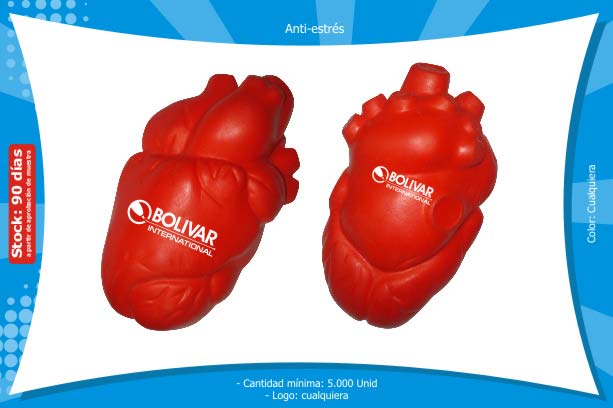 Anti-estrés
Stock: 90 días
a partir de aprobación de muestra
BOLIVAR
INTERNATIONAL
BOLIVAR
INTERNATIONAL
Color: Cualquiera
- Cantidad mínima: 5.000 Unid
- Logo: cualquiera